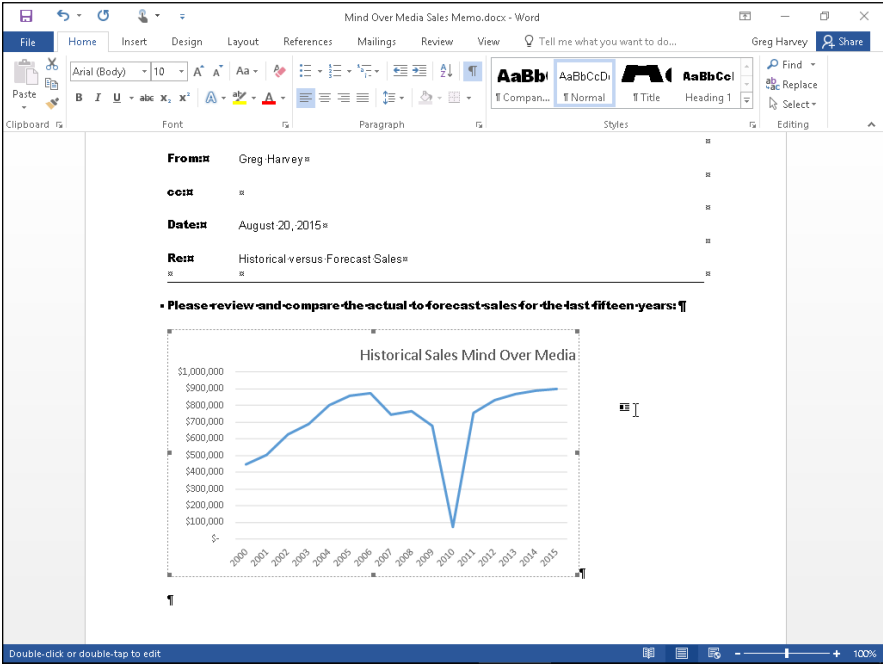 Mind Over Media Sales Memo.docx - Word
File Home Insert Design Layout References Mailings Review View Tell me what you want to do... Greg Harvey Share
Arial (Body) 10 A A Aa AaBb( AaBbCcDc AaBbCcl Find
Paste B I U abc X₂ X² A ab A ¶ Compan... ¶ Normal ¶ Title Heading 1 Replace
Select
Clipboard Font Paragraph Styles Editing
From:¤ Greg·Harvey¤ ¤
cc:¤ ¤ ¤
Date:¤ August·20,·2015¤ ¤
Re:¤ Historical·versus·Forecast·Sales¤ ¤
¤ ¤ ¤
▪ Please·review·and·compare·the·actual·to·forecast·sales·for·the·last·fifteen·years:¶
Historical Sales Mind Over Media
$1,000,000
$900,000
$800,000
$700,000
$600,000
$500,000
$400,000
$300,000
$200,000
$100,000
$-
2000 2001 2002 2003 2004 2005 2006 2007 2008 2009 2010 2011 2012 2013 2014 2015
¶
¶
Double-click or double-tap to edit 100%